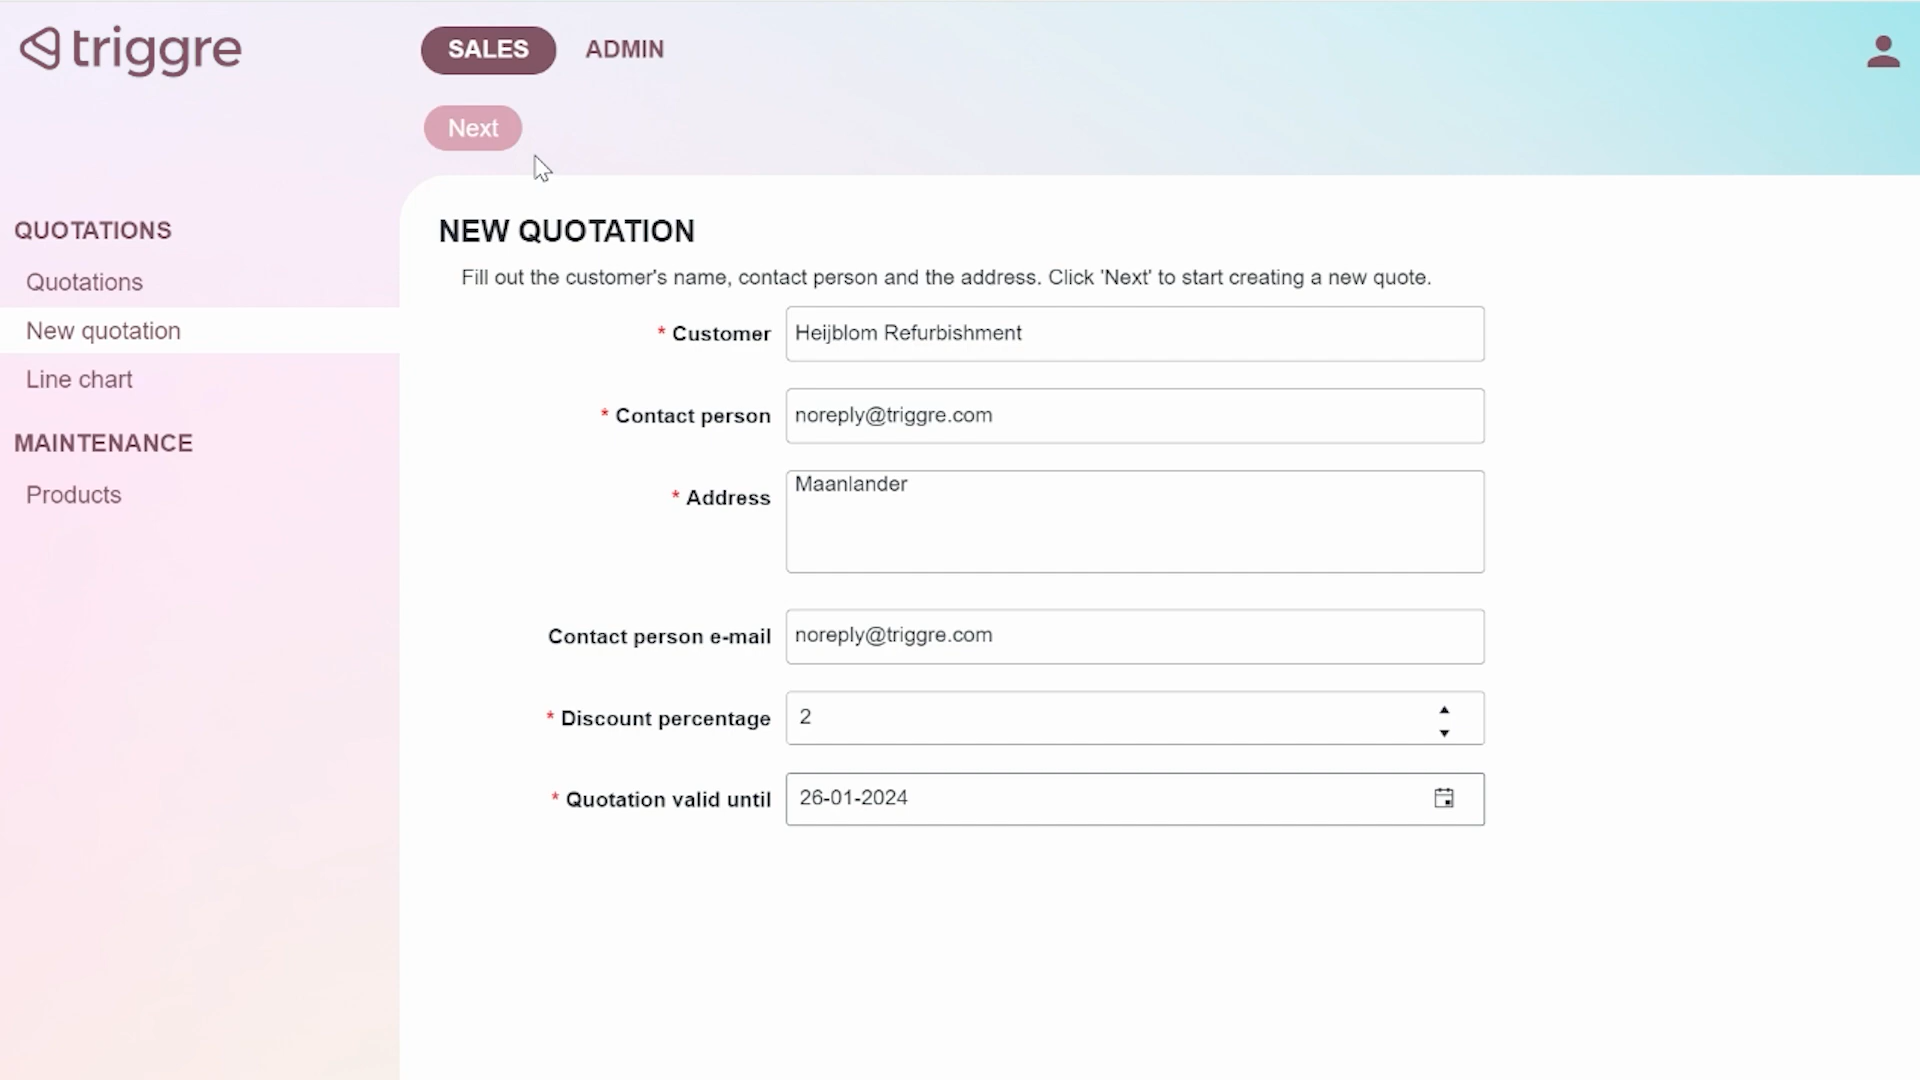 triggre
SALES
ADMIN
Next
QUOTATIONS
Quotations
New quotation
Line chart
MAINTENANCE
Products
NEW QUOTATION
Fill out the customer's name, contact person and the address. Click 'Next' to start creating a new quote.
* Customer Heijblom Refurbishment
* Contact person noreply@triggre.com
* Address Maanlander
Contact person e-mail noreply@triggre.com
* Discount percentage 2
* Quotation valid until 26-01-2024